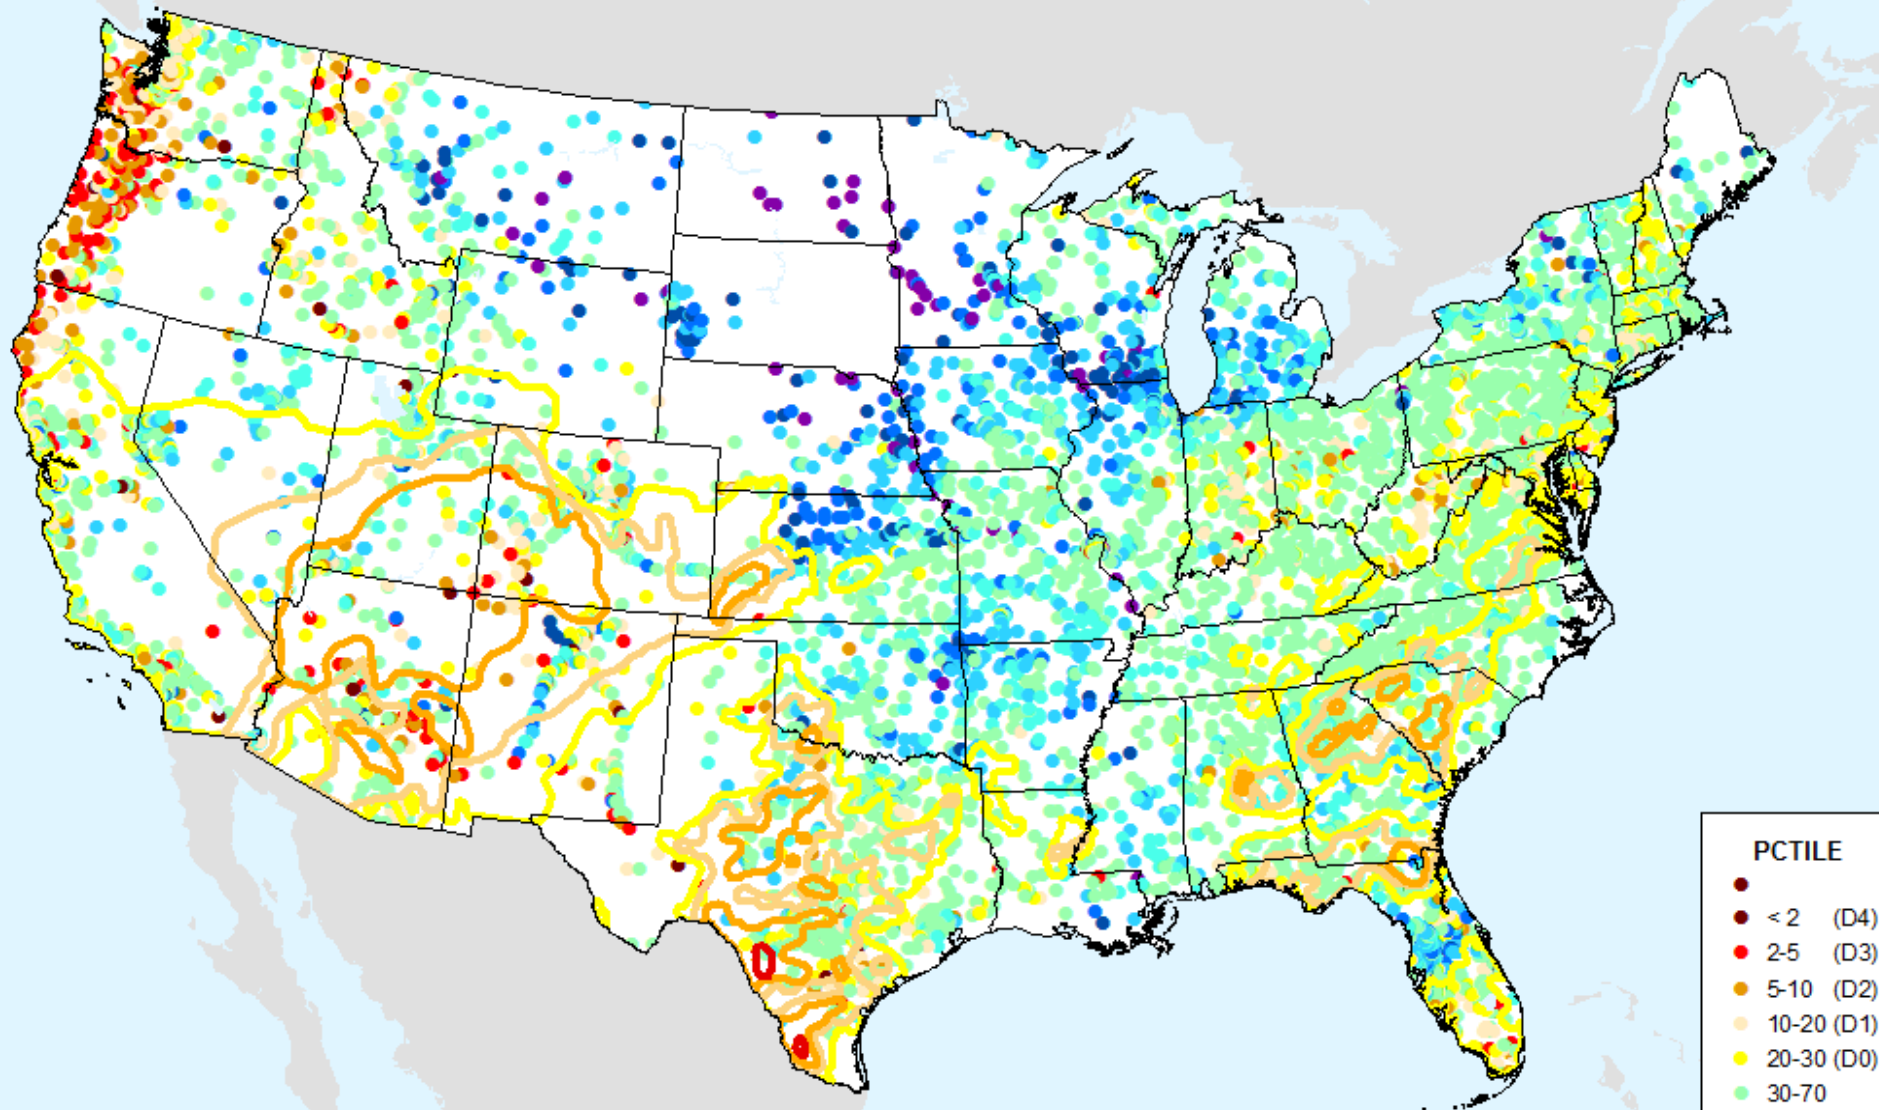 PCTILE
< 2 (D4)
2-5 (D3)
5-10 (D2)
10-20 (D1)
20-30 (D0)
30-70